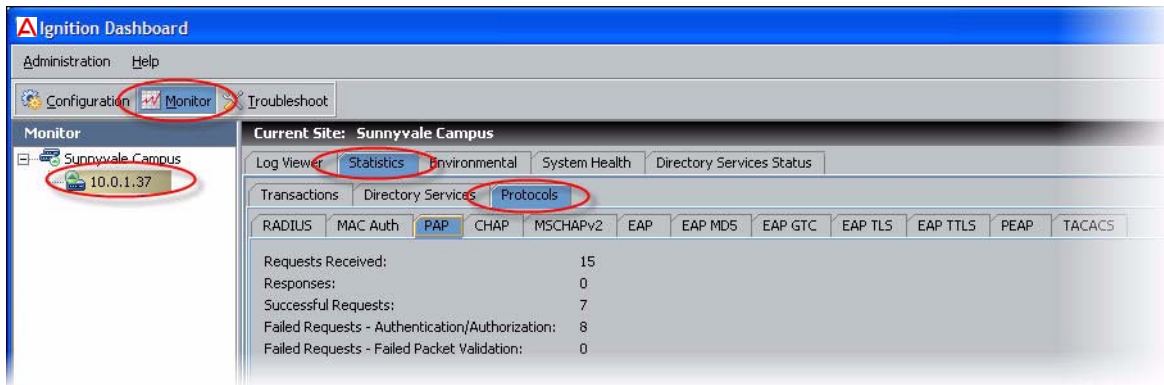 Ignition Dashboard
Administration Help
Configuration Monitor Troubleshoot
Monitor
Current Site: Sunnyvale Campus
Sunnyvale Campus
10.0.1.37
Log Viewer Statistics Environmental System Health Directory Services Status
Transactions Directory Services Protocols
RADIUS MAC Auth PAP CHAP MSCHAPv2 EAP EAP MD5 EAP GTC EAP TLS EAP TTLS PEAP TACACS
Requests Received: 15
Responses: 0
Successful Requests: 7
Failed Requests - Authentication/Authorization: 8
Failed Requests - Failed Packet Validation: 0